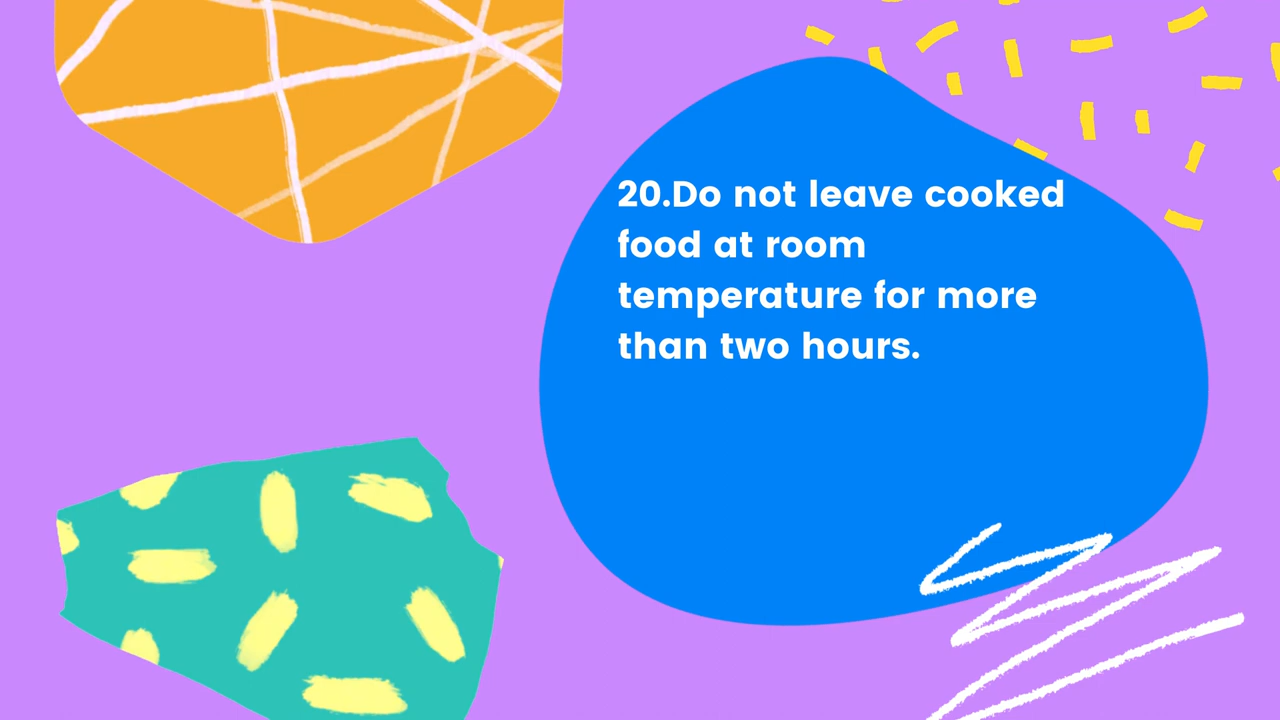 20.Do not leave cooked
food at room
temperature for more
than two hours.